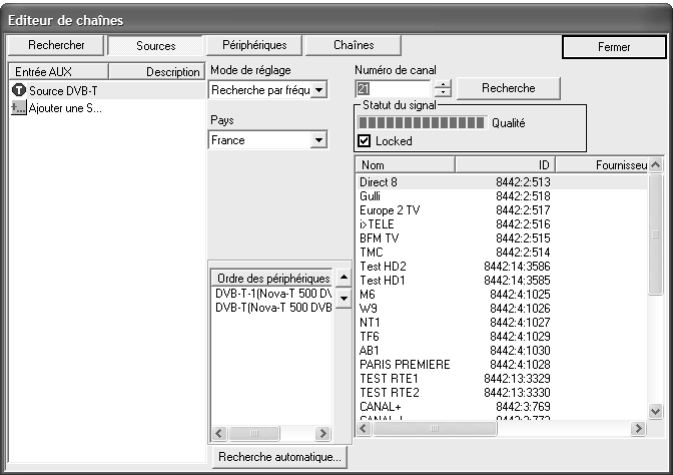 Editeur de chaînes
Rechercher Sources Périphériques Chaînes Fermer
Entrée AUX Description
Source DVB-T
Ajouter une S...
Mode de réglage
Recherche par fréqu
Pays
France
Numéro de canal
21 Recherche
Statut du signal
Qualité
Locked
Nom ID Fournisseu
Direct 8 8442:2:513
Gulli 8442:2:518
Europe 2 TV 8442:2:517
i>TELE 8442:2:516
BFM TV 8442:2:515
TMC 8442:2:514
Test HD2 8442:14:3586
Test HD1 8442:14:3585
M6 8442:4:1025
W9 8442:4:1026
NT1 8442:4:1027
TF6 8442:4:1029
AB1 8442:4:1030
PARIS PREMIERE 8442:4:1028
TEST RTE1 8442:13:3329
TEST RTE2 8442:13:3330
CANAL+ 8442:3:769
Ordre des périphériques
DVB-T-1(Nova-T 500 DV
DVB-T(Nova-T 500 DVB
Recherche automatique...